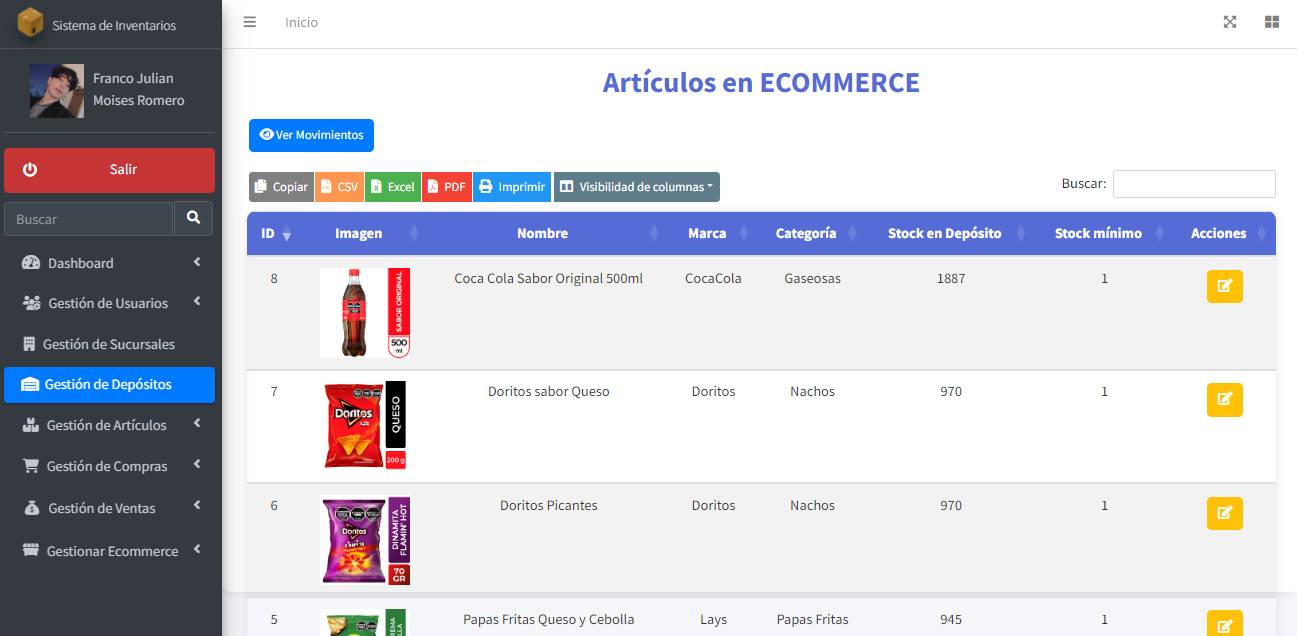 Sistema de Inventarios
Inicio
Franco Julian
Moises Romero
Salir
Buscar
Dashboard
Gestión de Usuarios
Gestión de Sucursales
Gestión de Depósitos
Gestión de Artículos
Gestión de Compras
Gestión de Ventas
Gestionar Ecommerce
Artículos en ECOMMERCE
Ver Movimientos
Copiar CSV Excel PDF Imprimir Visibilidad de columnas
Buscar:
ID Imagen Nombre Marca Categoría Stock en Depósito Stock mínimo Acciones
8 Coca Cola Sabor Original 500ml CocaCola Gaseosas 1887 1
SABOR ORIGINAL
500
ml
7 Doritos sabor Queso Doritos Nachos 970 1
Doritos
QUESO
200 g
6 Doritos Picantes Doritos Nachos 970 1
Doritos
DINAMITA
FLAMIN' HOT
70
GR
5 Papas Fritas Queso y Cebolla Lays Papas Fritas 945 1